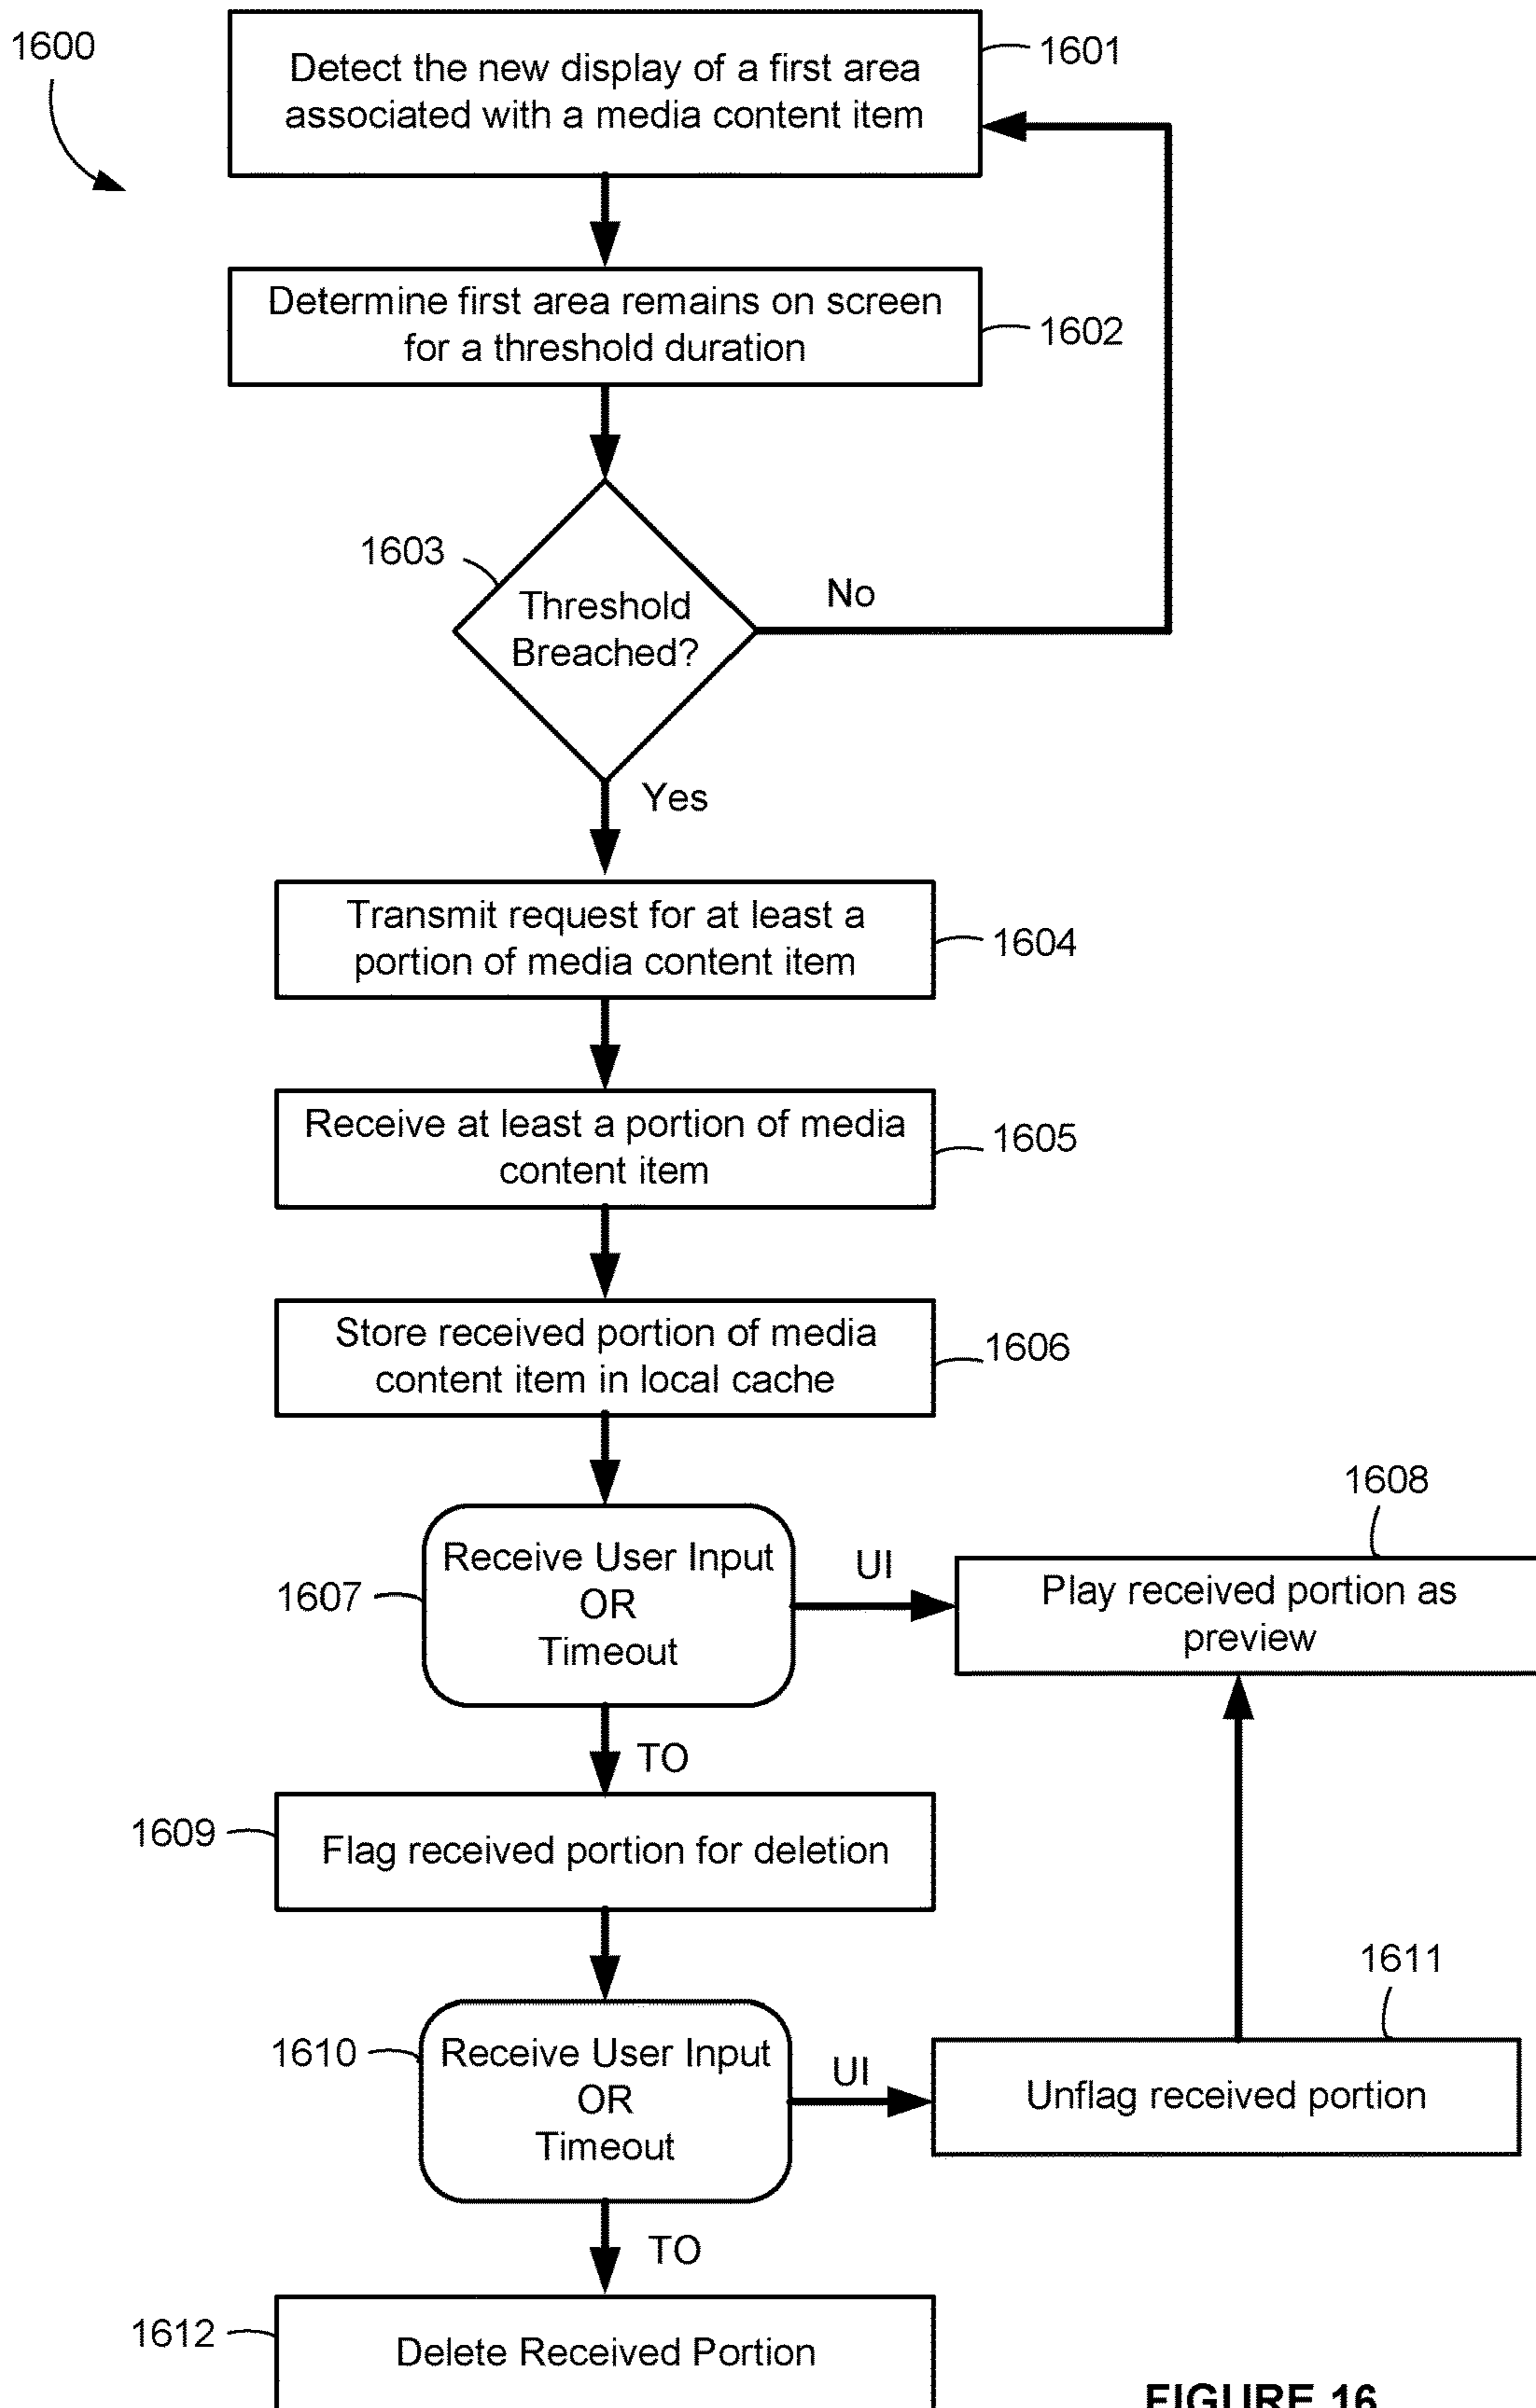 1600
Detect the new display of a first area
associated with a media content item
1601
Determine first area remains on screen
for a threshold duration
1602
1603
Threshold
Breached?
No
Yes
Transmit request for at least a
portion of media content item
1604
Receive at least a portion of media
content item
1605
Store received portion of media
content item in local cache
1606
1607
Receive User Input
OR
Timeout
UI
1608
Play received portion as
preview
TO
1609
Flag received portion for deletion
1610
Receive User Input
OR
Timeout
UI
1611
Unflag received portion
TO
1612
Delete Received Portion
FIGURE 16